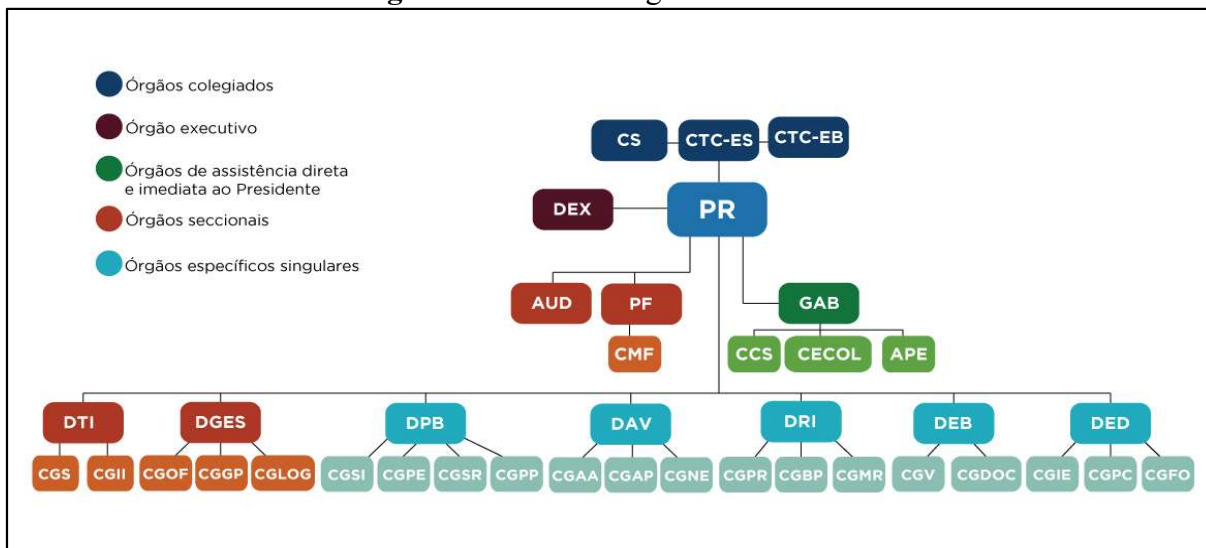 Órgãos colegiados
Órgão executivo
Órgãos de assistência direta
e imediata ao Presidente
Órgãos seccionais
Órgãos específicos singulares
CS
CTC-ES
CTC-EB
DEX
PR
AUD
PF
GAB
CMF
CCS
CECOL
APE
DTI
DGES
DPB
DAV
DRI
DEB
DED
CGS
CGII
CGOF
CGGP
CGLOG
CGSI
CGPE
CGSR
CGPP
CGAA
CGAP
CGNE
CGPR
CGBP
CGMR
CGV
CGDOC
CGIE
CGPC
CGFO